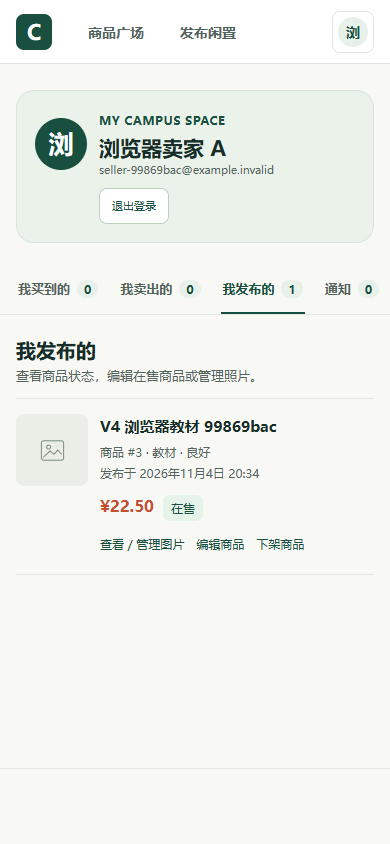 C 商品广场 发布闲置 浏
浏
MY CAMPUS SPACE
浏览器卖家 A
seller-99869bac@example.invalid
退出登录
我买到的 0 我卖出的 0 我发布的 1 通知 0
我发布的
查看商品状态，编辑在售商品或管理照片。
V4 浏览器教材 99869bac
商品 #3 · 教材 · 良好
发布于 2026年11月4日 20:34
¥22.50 在售
查看 / 管理图片 编辑商品 下架商品